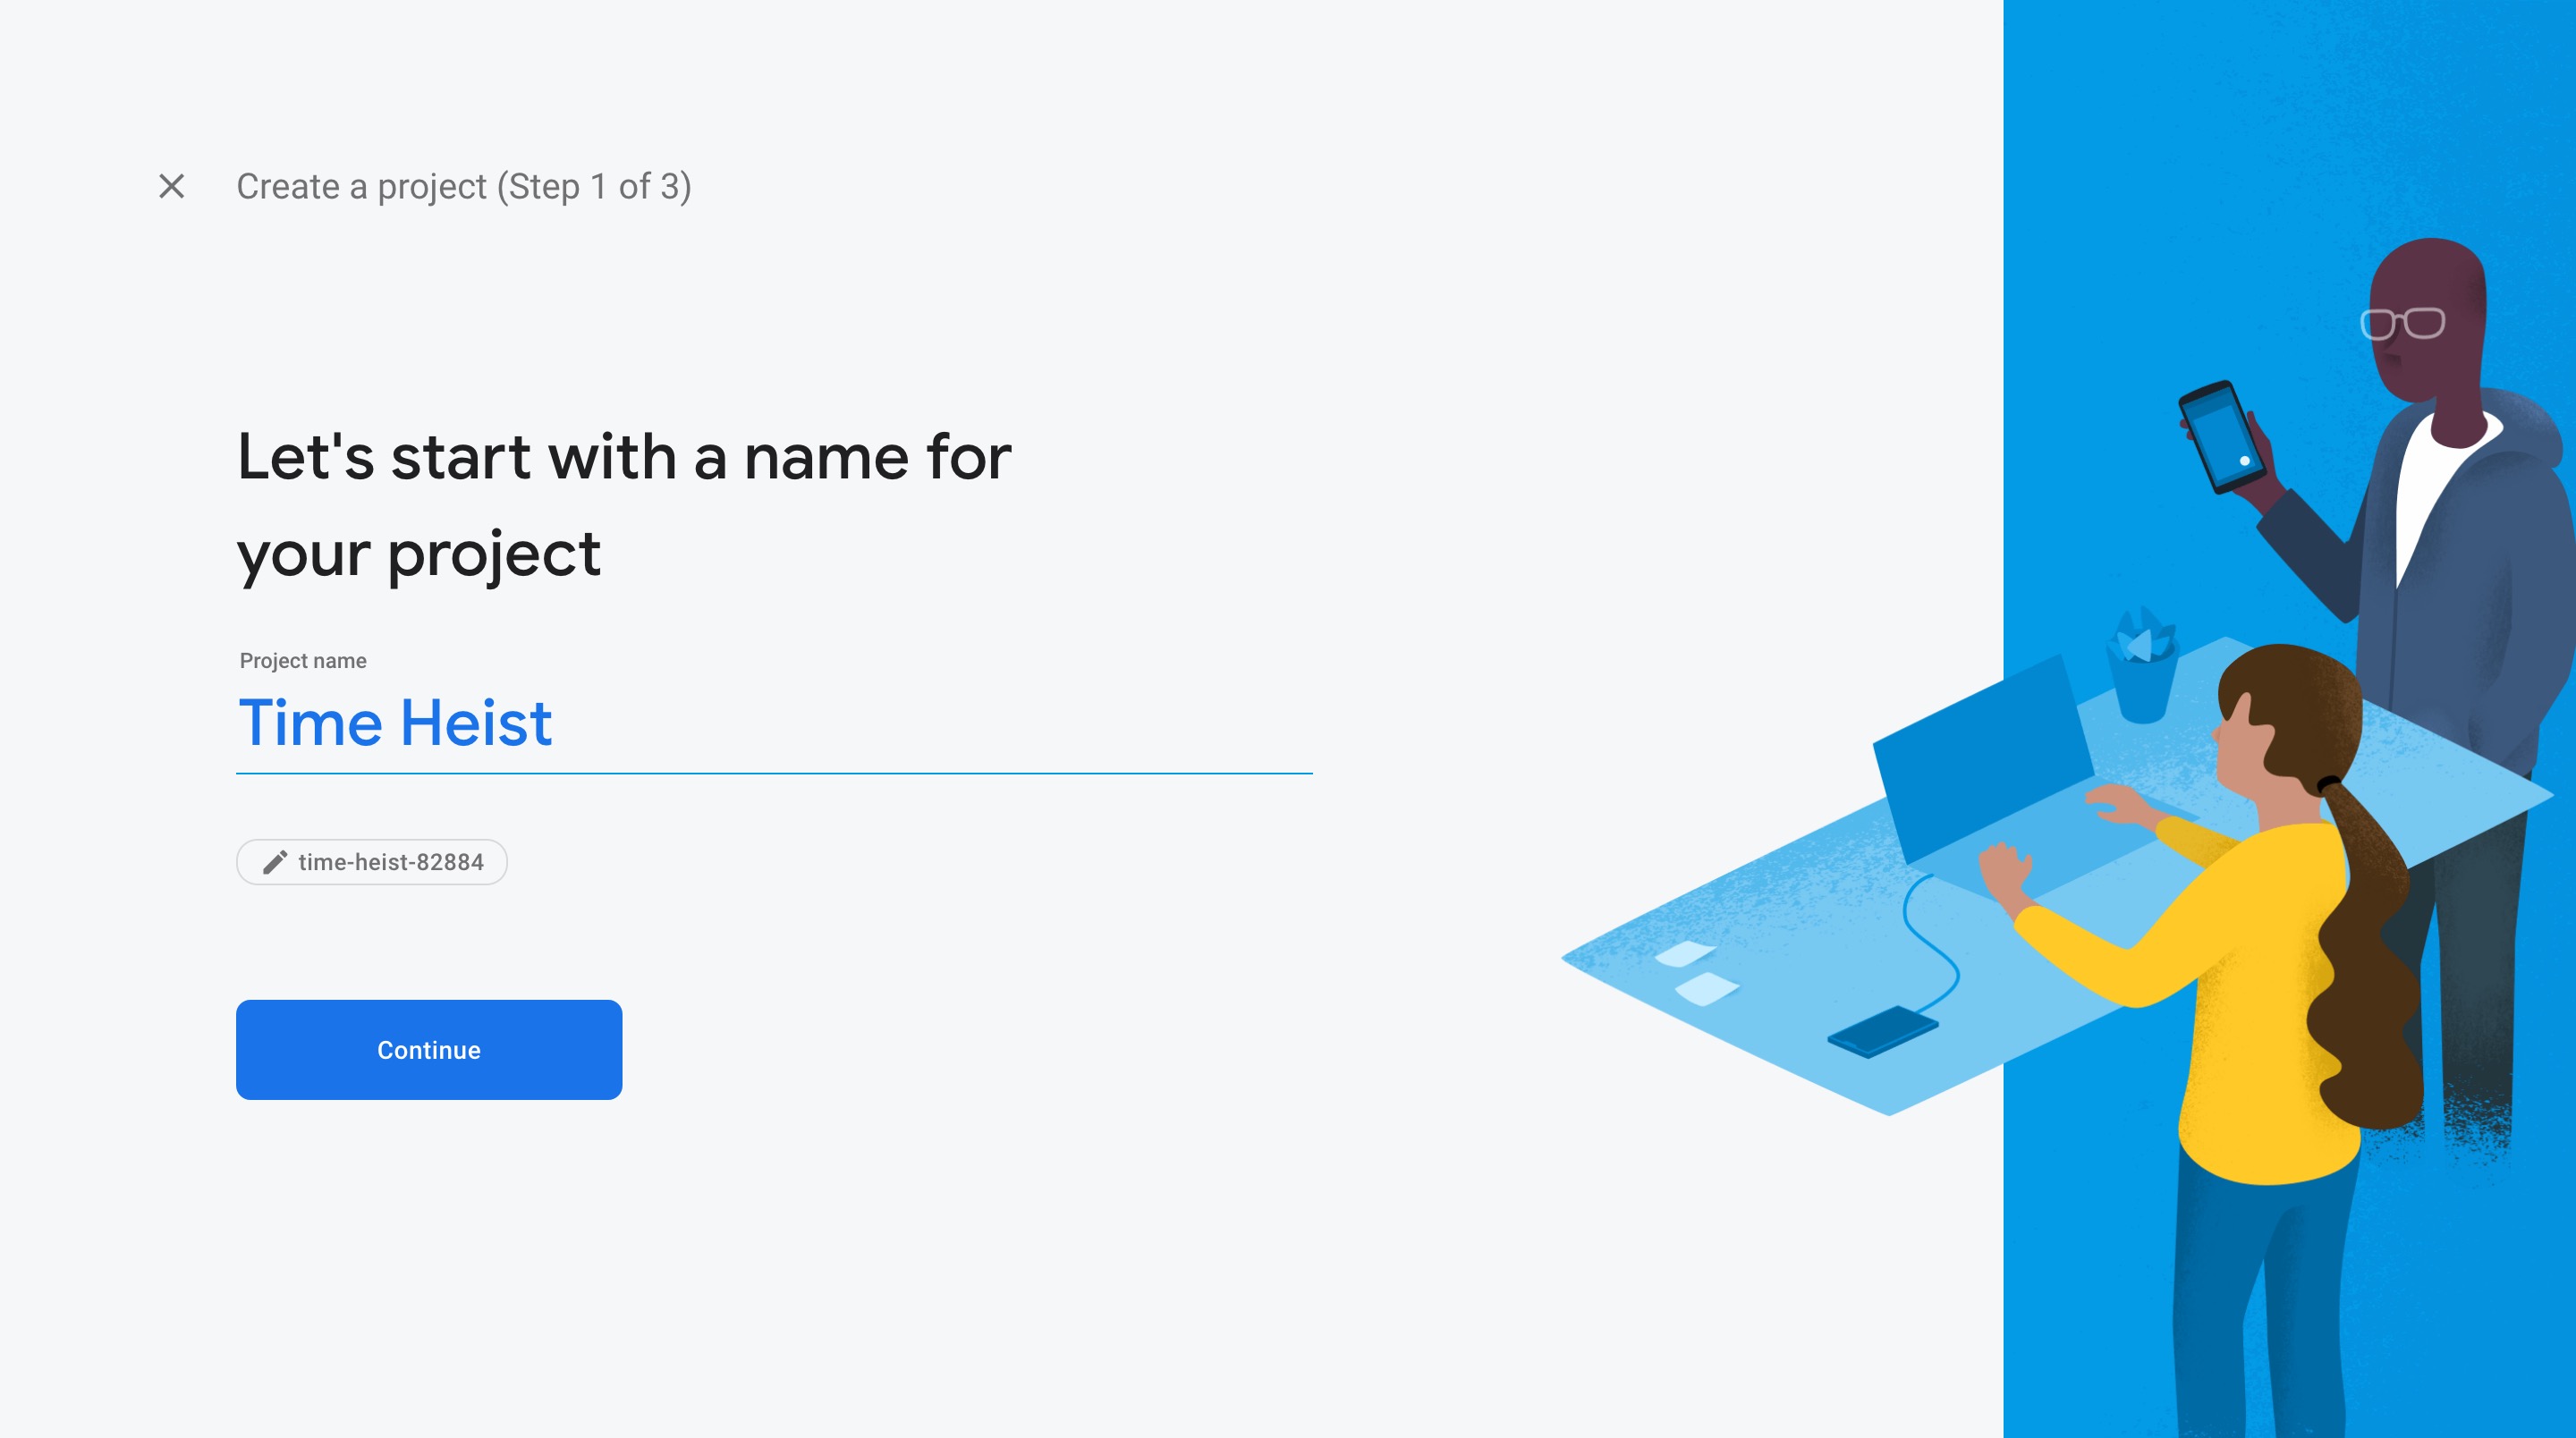 Create a project (Step 1 of 3)
Let's start with a name for
your project
Project name
Time Heist
time-heist-82884
Continue